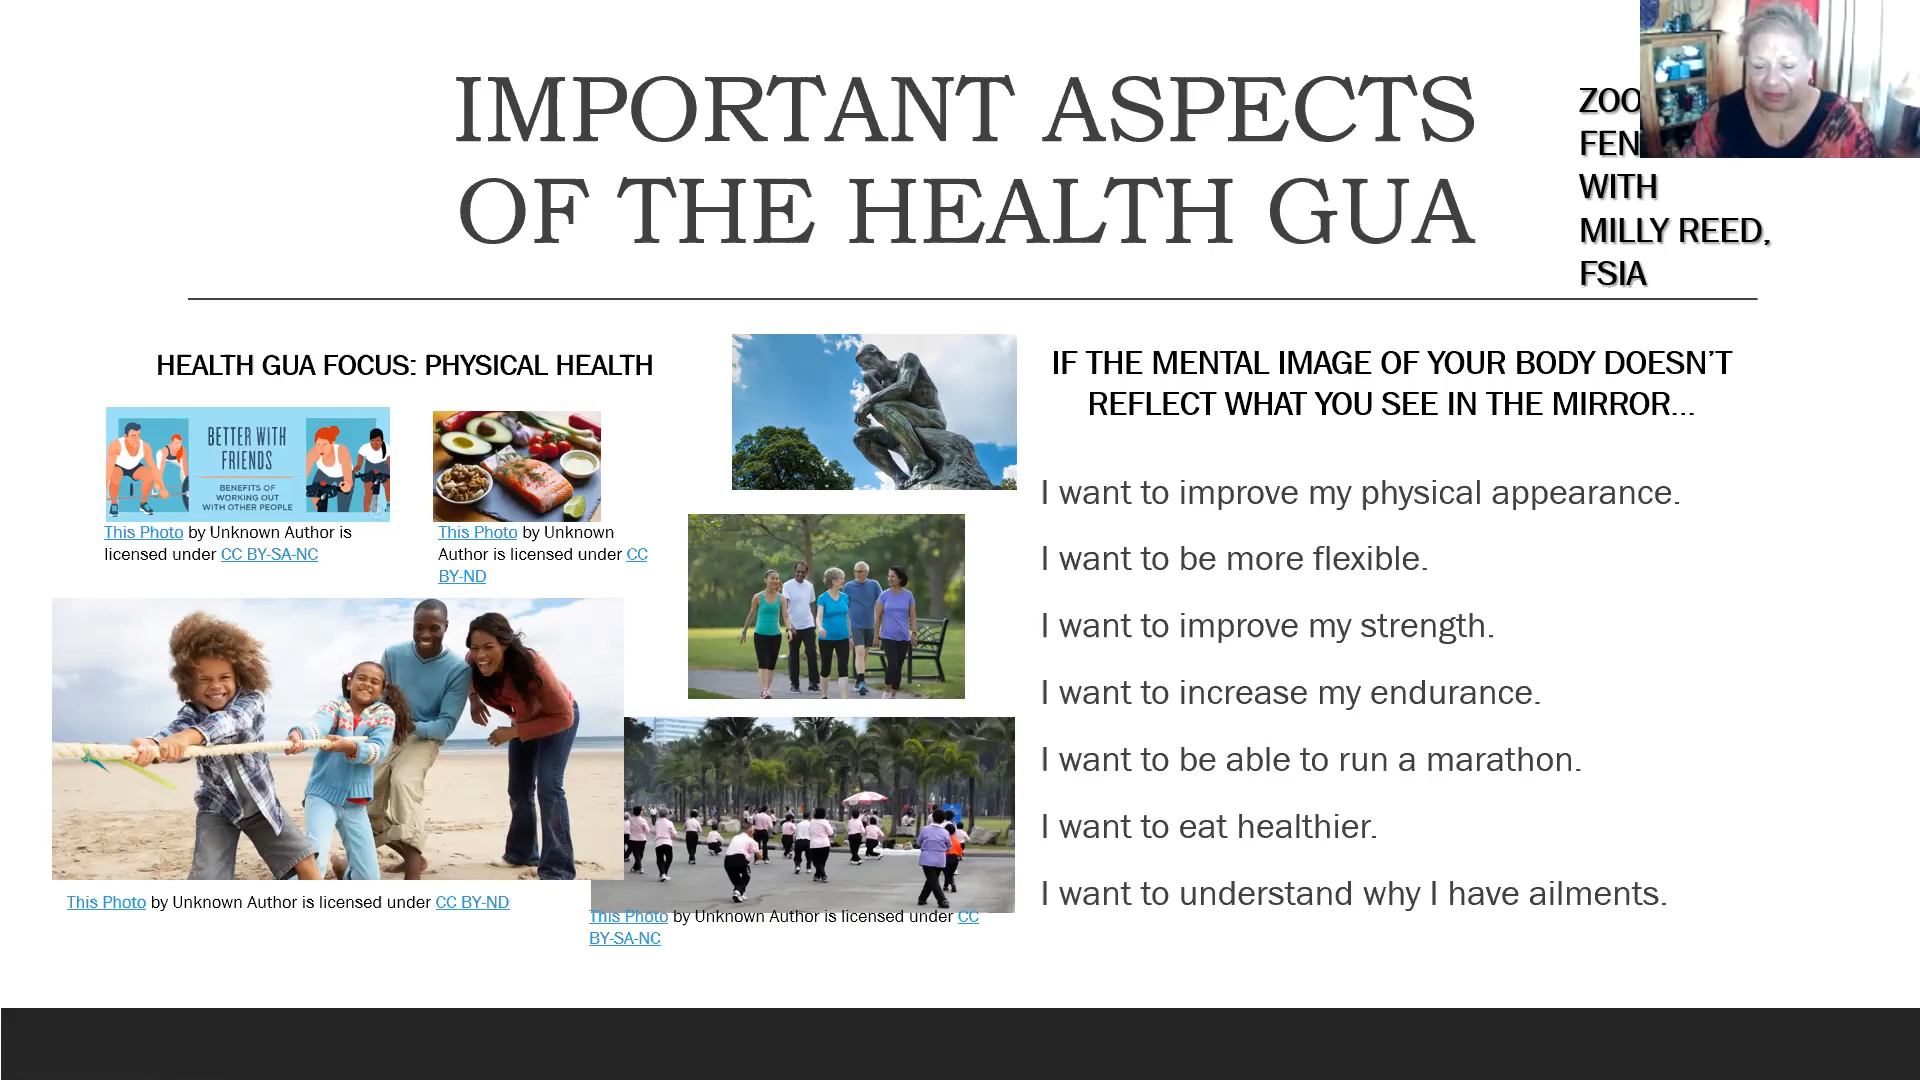 IMPORTANT ASPECTS
OF THE HEALTH GUA
WITH
MILLY REED,
FSIA
HEALTH GUA FOCUS: PHYSICAL HEALTH
BETTER WITH
FRIENDS
BENEFITS OF
WORKING OUT
WITH OTHER PEOPLE
This Photo by Unknown Author is
licensed under CC BY-SA-NC
This Photo by Unknown
Author is licensed under CC
BY-ND
This Photo by Unknown Author is licensed under CC BY-ND
This Photo by Unknown Author is licensed under CC
BY-SA-NC
IF THE MENTAL IMAGE OF YOUR BODY DOESN’T
REFLECT WHAT YOU SEE IN THE MIRROR...
I want to improve my physical appearance.
I want to be more flexible.
I want to improve my strength.
I want to increase my endurance.
I want to be able to run a marathon.
I want to eat healthier.
I want to understand why I have ailments.